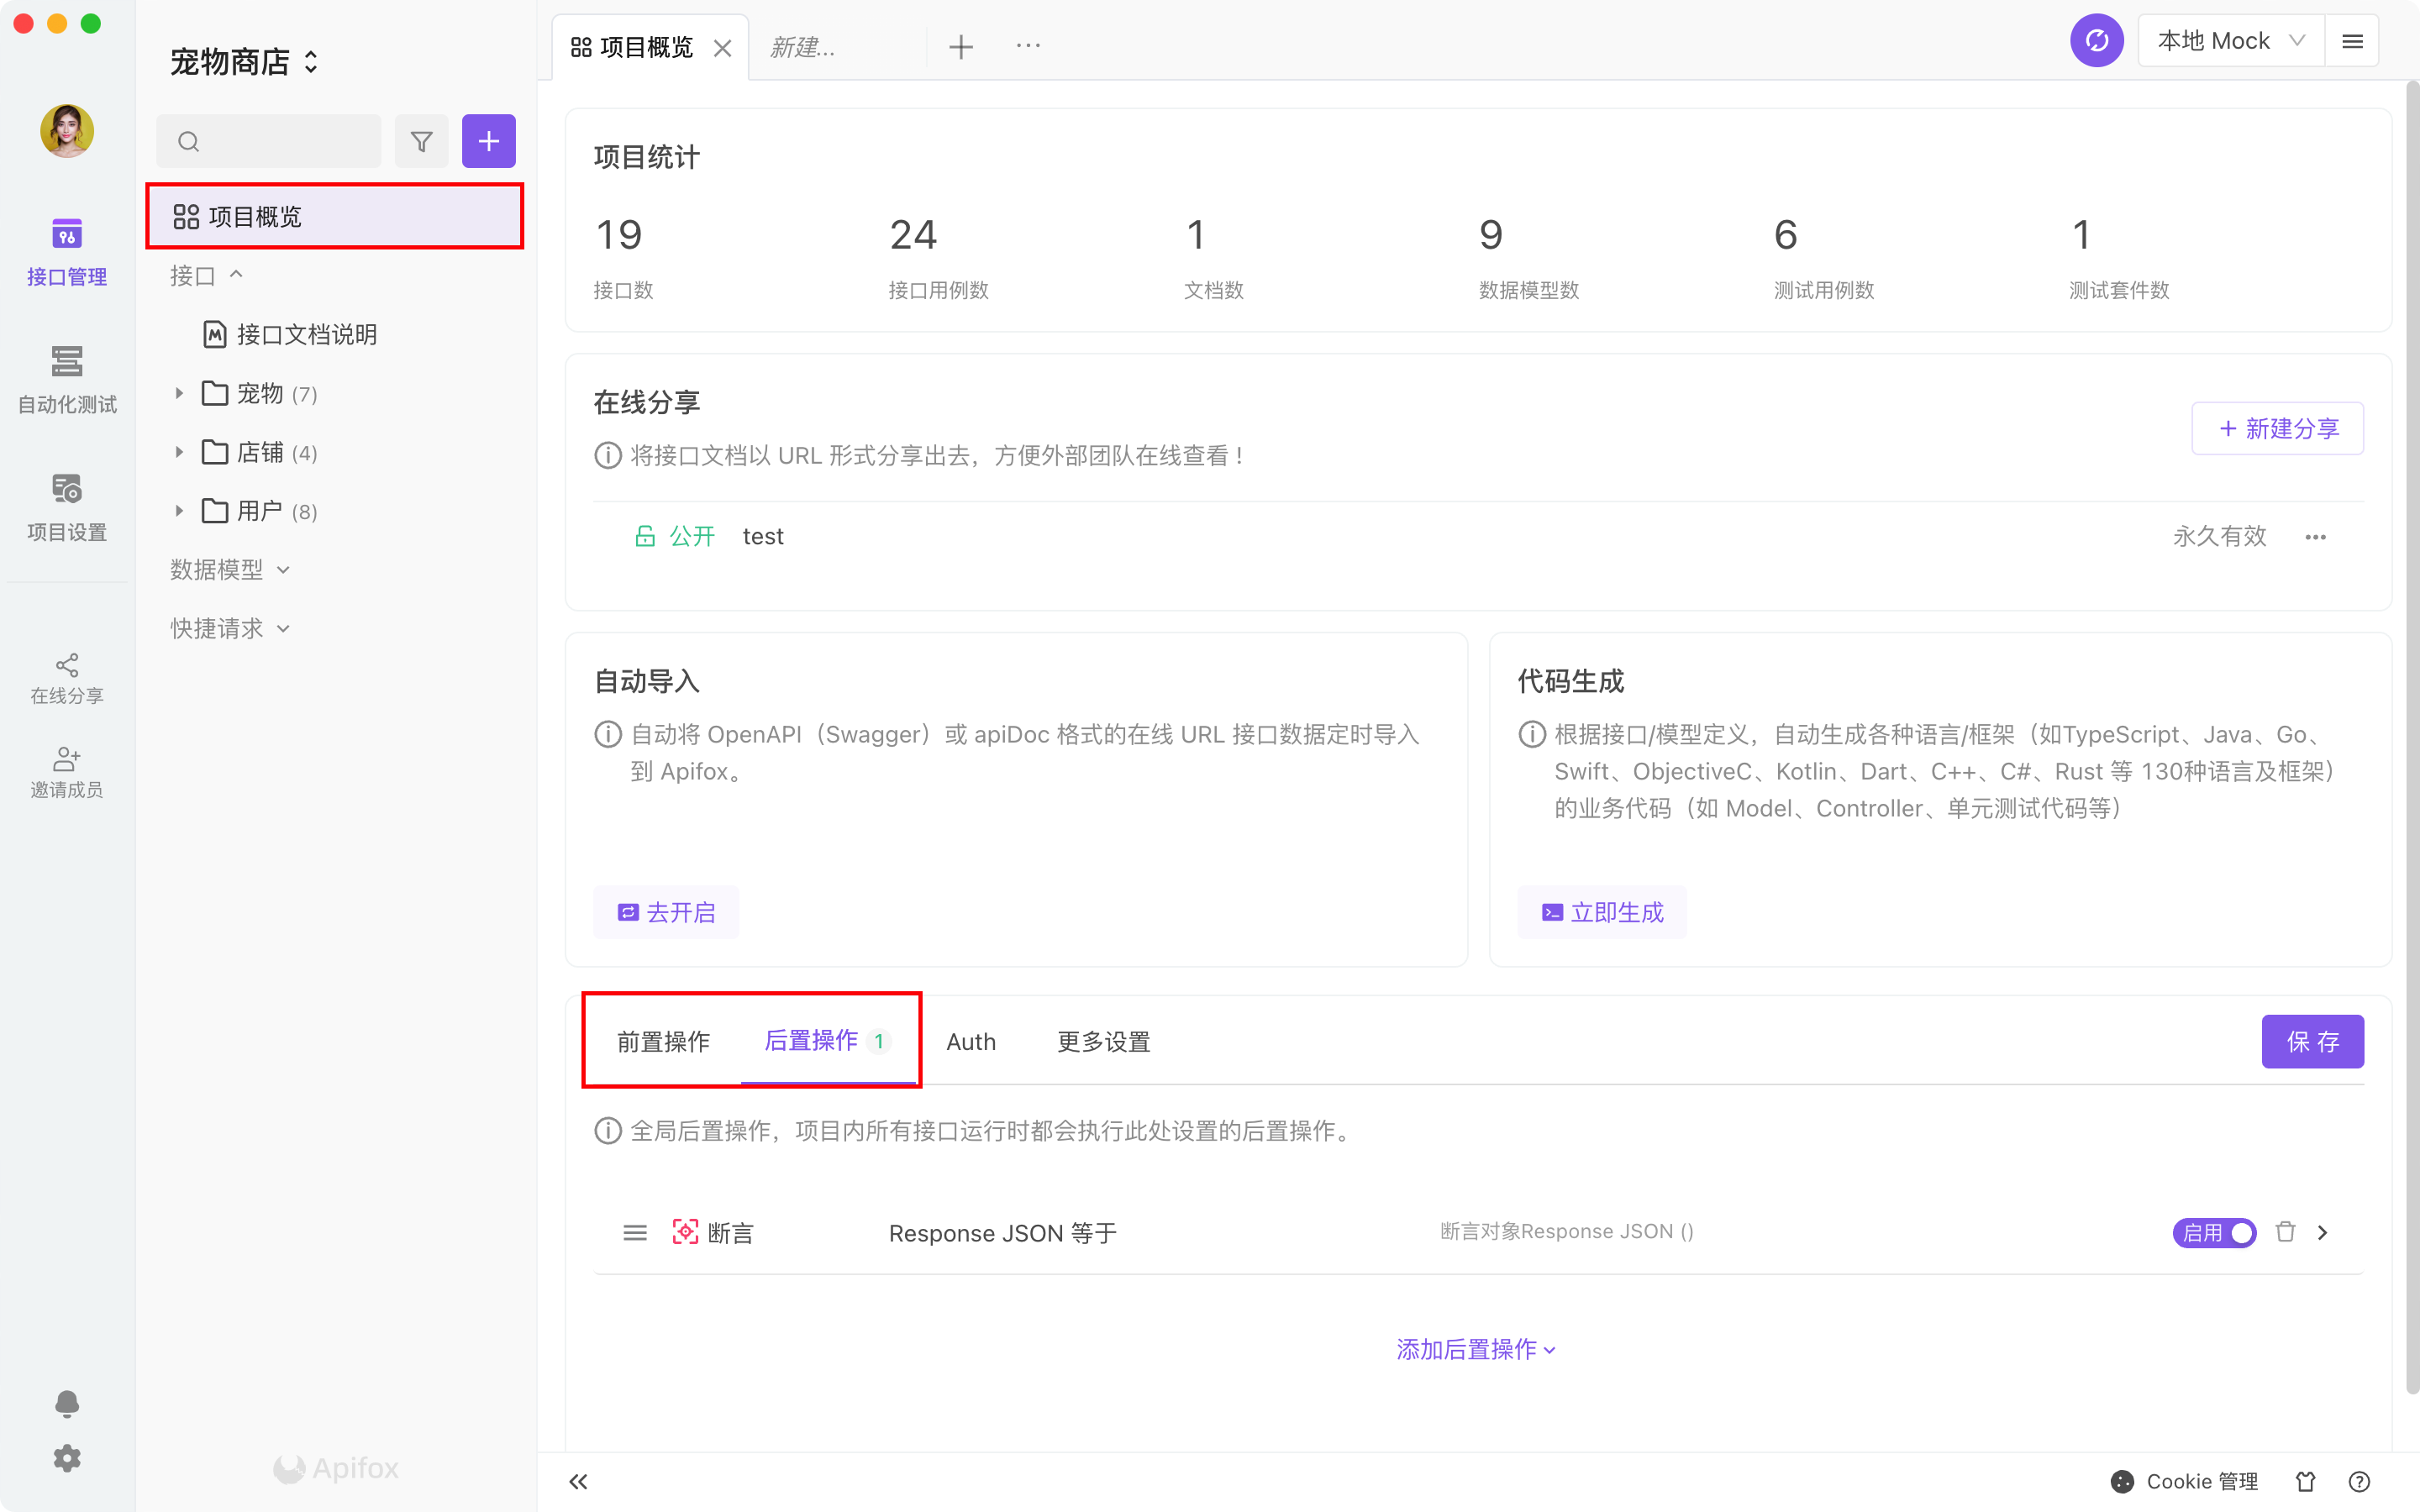 宠物商店
项目概览
新建...
本地 Mock
接口管理
自动化测试
项目设置
在线分享
邀请成员
项目概览
接口
接口文档说明
宠物 (7)
店铺 (4)
用户 (8)
数据模型
快捷请求
Apifox
项目统计
19
24
1
9
6
1
接口数
接口用例数
文档数
数据模型数
测试用例数
测试套件数
在线分享
将接口文档以 URL 形式分享出去，方便外部团队在线查看！
+ 新建分享
公开 test
永久有效
自动导入
自动将 OpenAPI（Swagger）或 apiDoc 格式的在线 URL 接口数据定时导入
到 Apifox。
去开启
代码生成
根据接口/模型定义，自动生成各种语言/框架（如TypeScript、Java、Go、
Swift、ObjectiveC、Kotlin、Dart、C++、C#、Rust 等 130种语言及框架）
的业务代码（如 Model、Controller、单元测试代码等）
立即生成
前置操作 后置操作 1 Auth 更多设置
保 存
全局后置操作，项目内所有接口运行时都会执行此处设置的后置操作。
断言 Response JSON 等于 断言对象Response JSON () 启用
添加后置操作
Cookie 管理